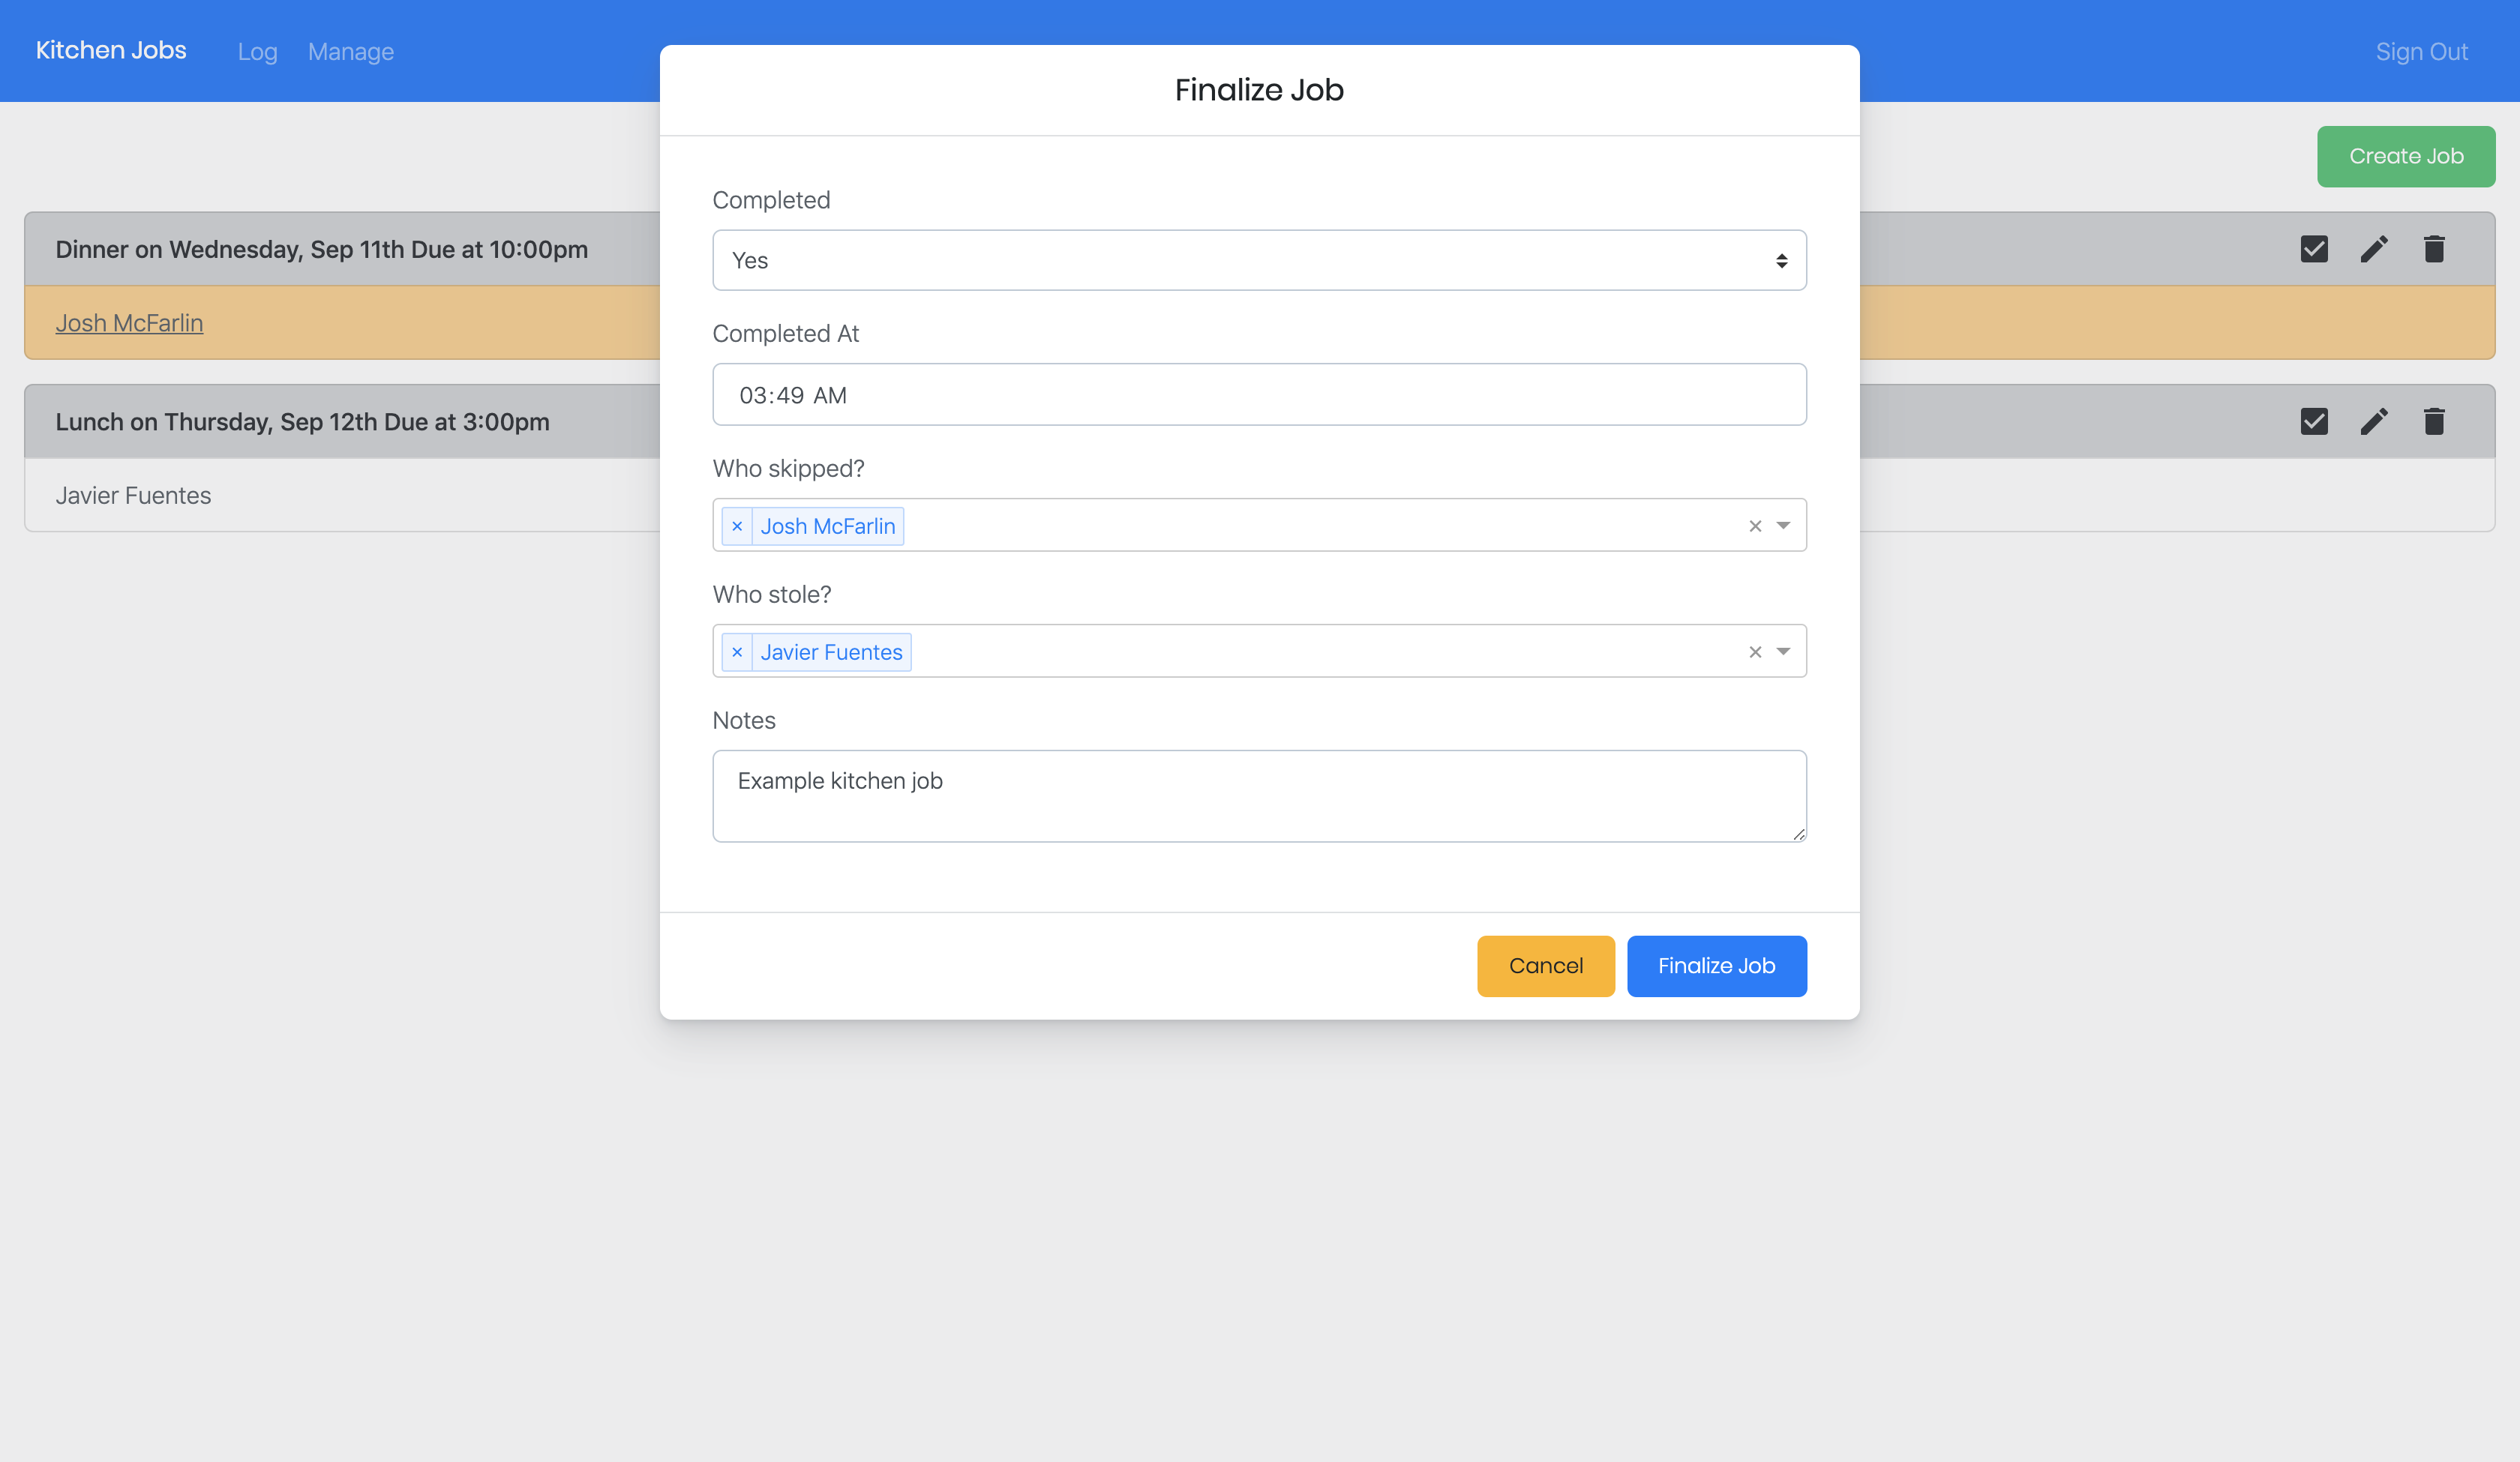 Kitchen Jobs Log Manage Sign Out
Create Job
Dinner on Wednesday, Sep 11th Due at 10:00pm
Josh McFarlin
Lunch on Thursday, Sep 12th Due at 3:00pm
Javier Fuentes
Finalize Job
Completed
Yes
Completed At
03:49 AM
Who skipped?
× Josh McFarlin ×
Who stole?
× Javier Fuentes ×
Notes
Example kitchen job
Cancel Finalize Job